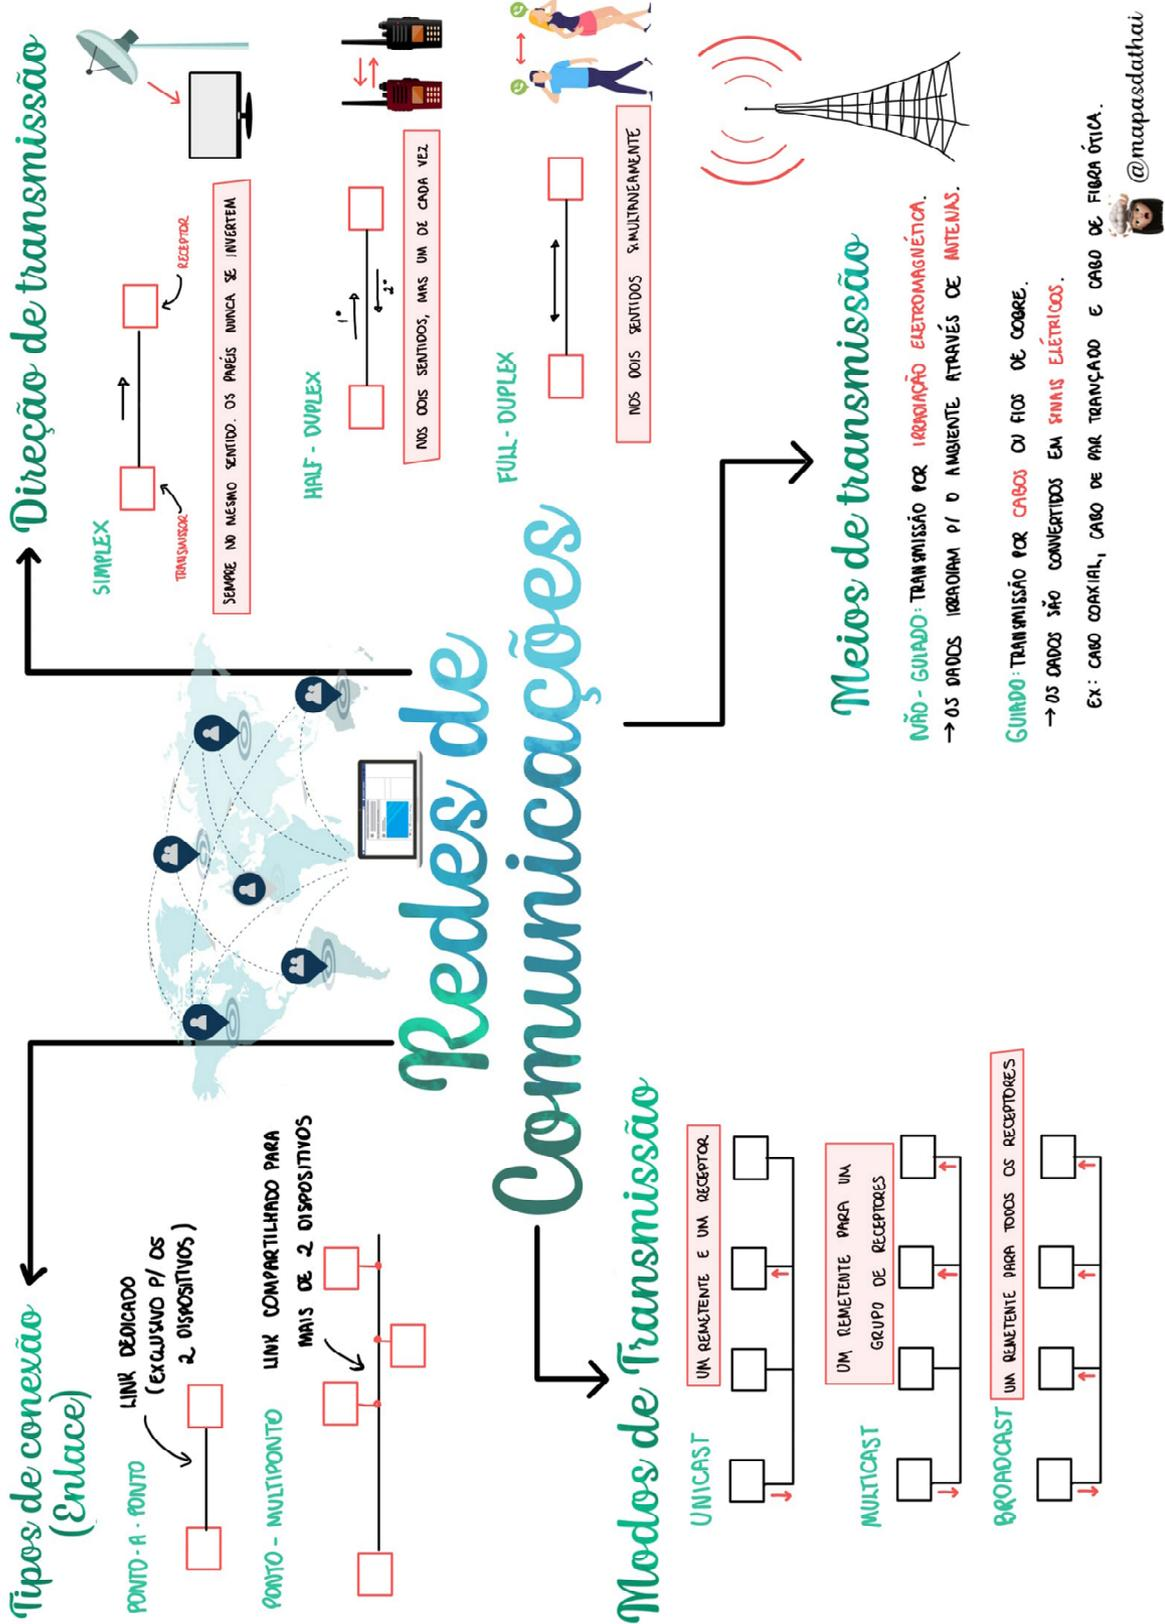 Redes de
Comunicações
Tipos de conexão
(Enlace)
PONTO - A - PONTO
LINK DEDICADO
(EXCLUSIVO P/ OS
2 DISPOSITIVOS)
PONTO - MULTIPONTO
LINK COMPARTILHADO PARA
MAIS DE 2 DISPOSITIVOS
Direção de transmissão
SIMPLEX
TRANSMISSOR
RECEPTOR
SEMPRE NO MESMO SENTIDO. OS PAPÉIS NUNCA SE INVERTEM
HALF - DUPLEX
1º
2º
NOS DOIS SENTIDOS, MAS UM DE CADA VEZ
FULL - DUPLEX
NOS DOIS SENTIDOS SIMULTANEAMENTE
Modos de Transmissão
UNICAST
UM REMETENTE E UM RECEPTOR
MULTICAST
UM REMETENTE PARA UM
GRUPO DE RECEPTORES
BROADCAST
UM REMETENTE PARA TODOS OS RECEPTORES
Meios de transmissão
NÃO - GUIADO: TRANSMISSÃO POR IRRADIAÇÃO ELETROMAGNÉTICA.
→ OS DADOS IRRADIAM P/ O AMBIENTE ATRAVÉS DE ANTENAS.
GUIADO: TRANSMISSÃO POR CABOS OU FIOS DE COBRE.
→ OS DADOS SÃO CONVERTIDOS EM SINAIS ELÉTRICOS.
EX: CABO COAXIAL, CABO DE PAR TRANÇADO E CABO DE FIBRA ÓTICA.
@mapasdathai